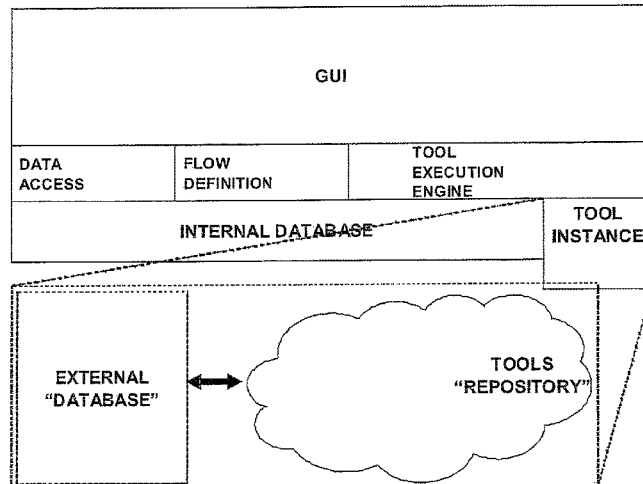 GUI
DATA
ACCESS
FLOW
DEFINITION
TOOL
EXECUTION
ENGINE
INTERNAL DATABASE
TOOL
INSTANCE
EXTERNAL
“DATABASE”
TOOLS
“REPOSITORY”